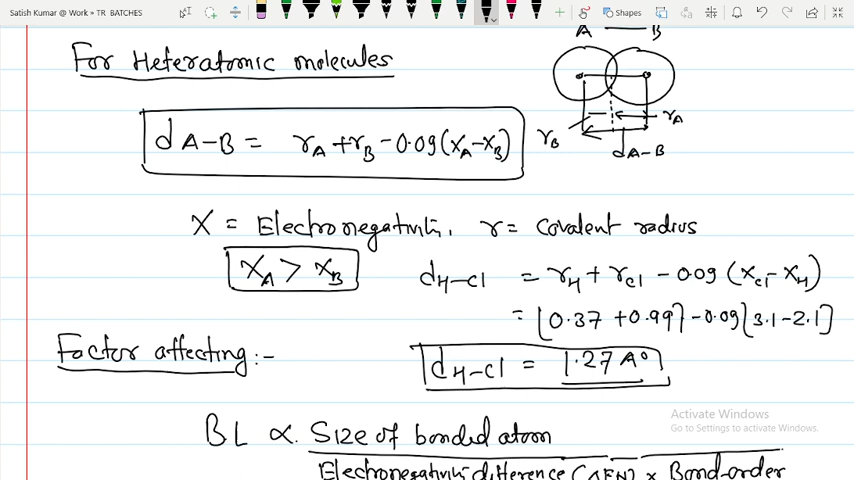 Satish Kumar @ Work » TR BATCHES
Shapes
A — B
For Heteratomic molecules
dA-B = rA + rB - 0.09 (XA - XB)
rB
rA
dA-B
X = Electronegativity, r = covalent radius
XA > XB
dH-Cl = rH + rCl - 0.09 (XCl - XH)
= [0.37 + 0.99] - 0.09 [3.1 - 2.1]
Factor affecting :-
dH-Cl = 1.27 A°
BL ∝ Size of bonded atom
Electronegativity difference (ΔEN) × Bond-order
Activate Windows
Go to Settings to activate Windows.